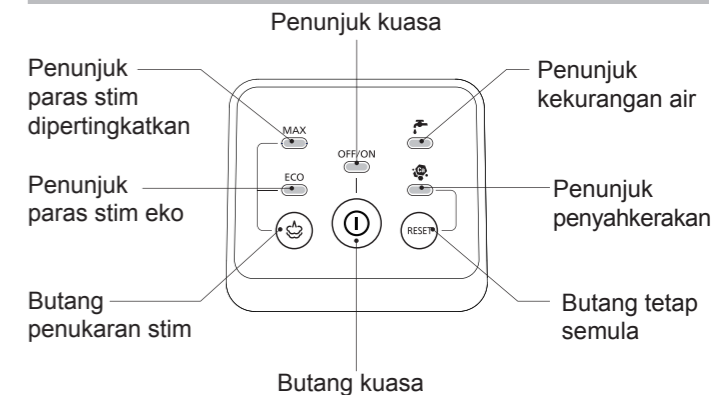 Penunjuk kuasa
Penunjuk
paras stim
dipertingkatkan
Penunjuk
kekurangan air
MAX
OFF/ON
ECO
Penunjuk
paras stim eko
Penunjuk
penyahkerakan
RESET
Butang
penukaran stim
Butang tetap
semula
Butang kuasa